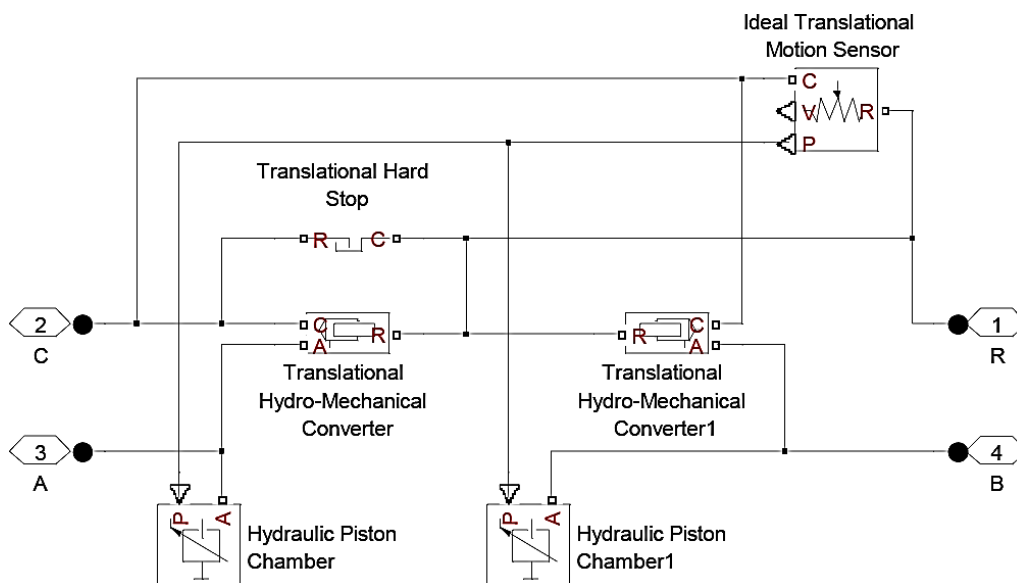 Ideal Translational
Motion Sensor
C
V R
P
Translational Hard
Stop
R C
2
C
C
A R
R C
A
1
R
Translational
Hydro-Mechanical
Converter
Translational
Hydro-Mechanical
Converter1
3
A
4
B
P A
Hydraulic Piston
Chamber
P A
Hydraulic Piston
Chamber1